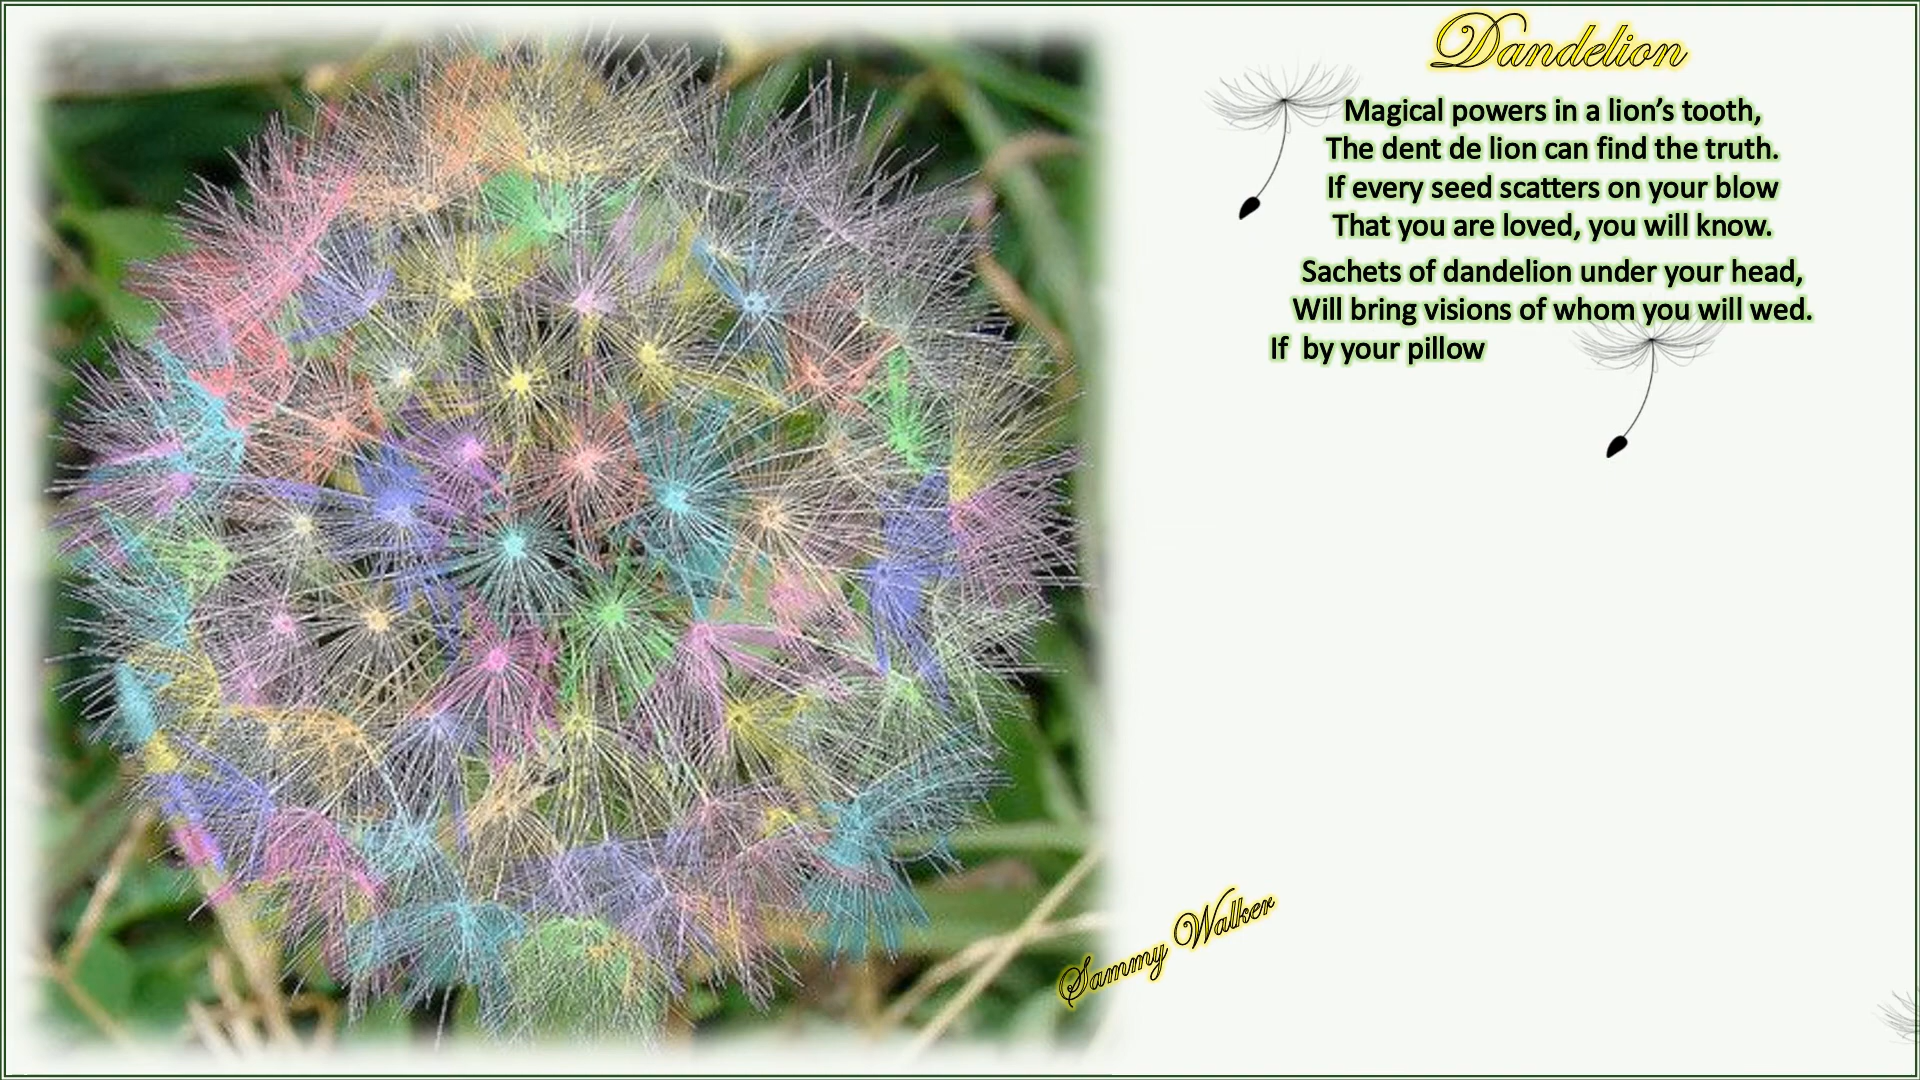 Dandelion
Magical powers in a lion’s tooth,
The dent de lion can find the truth.
If every seed scatters on your blow
That you are loved, you will know.
Sachets of dandelion under your head,
Will bring visions of whom you will wed.
If  by your pillow
Sammy Walker